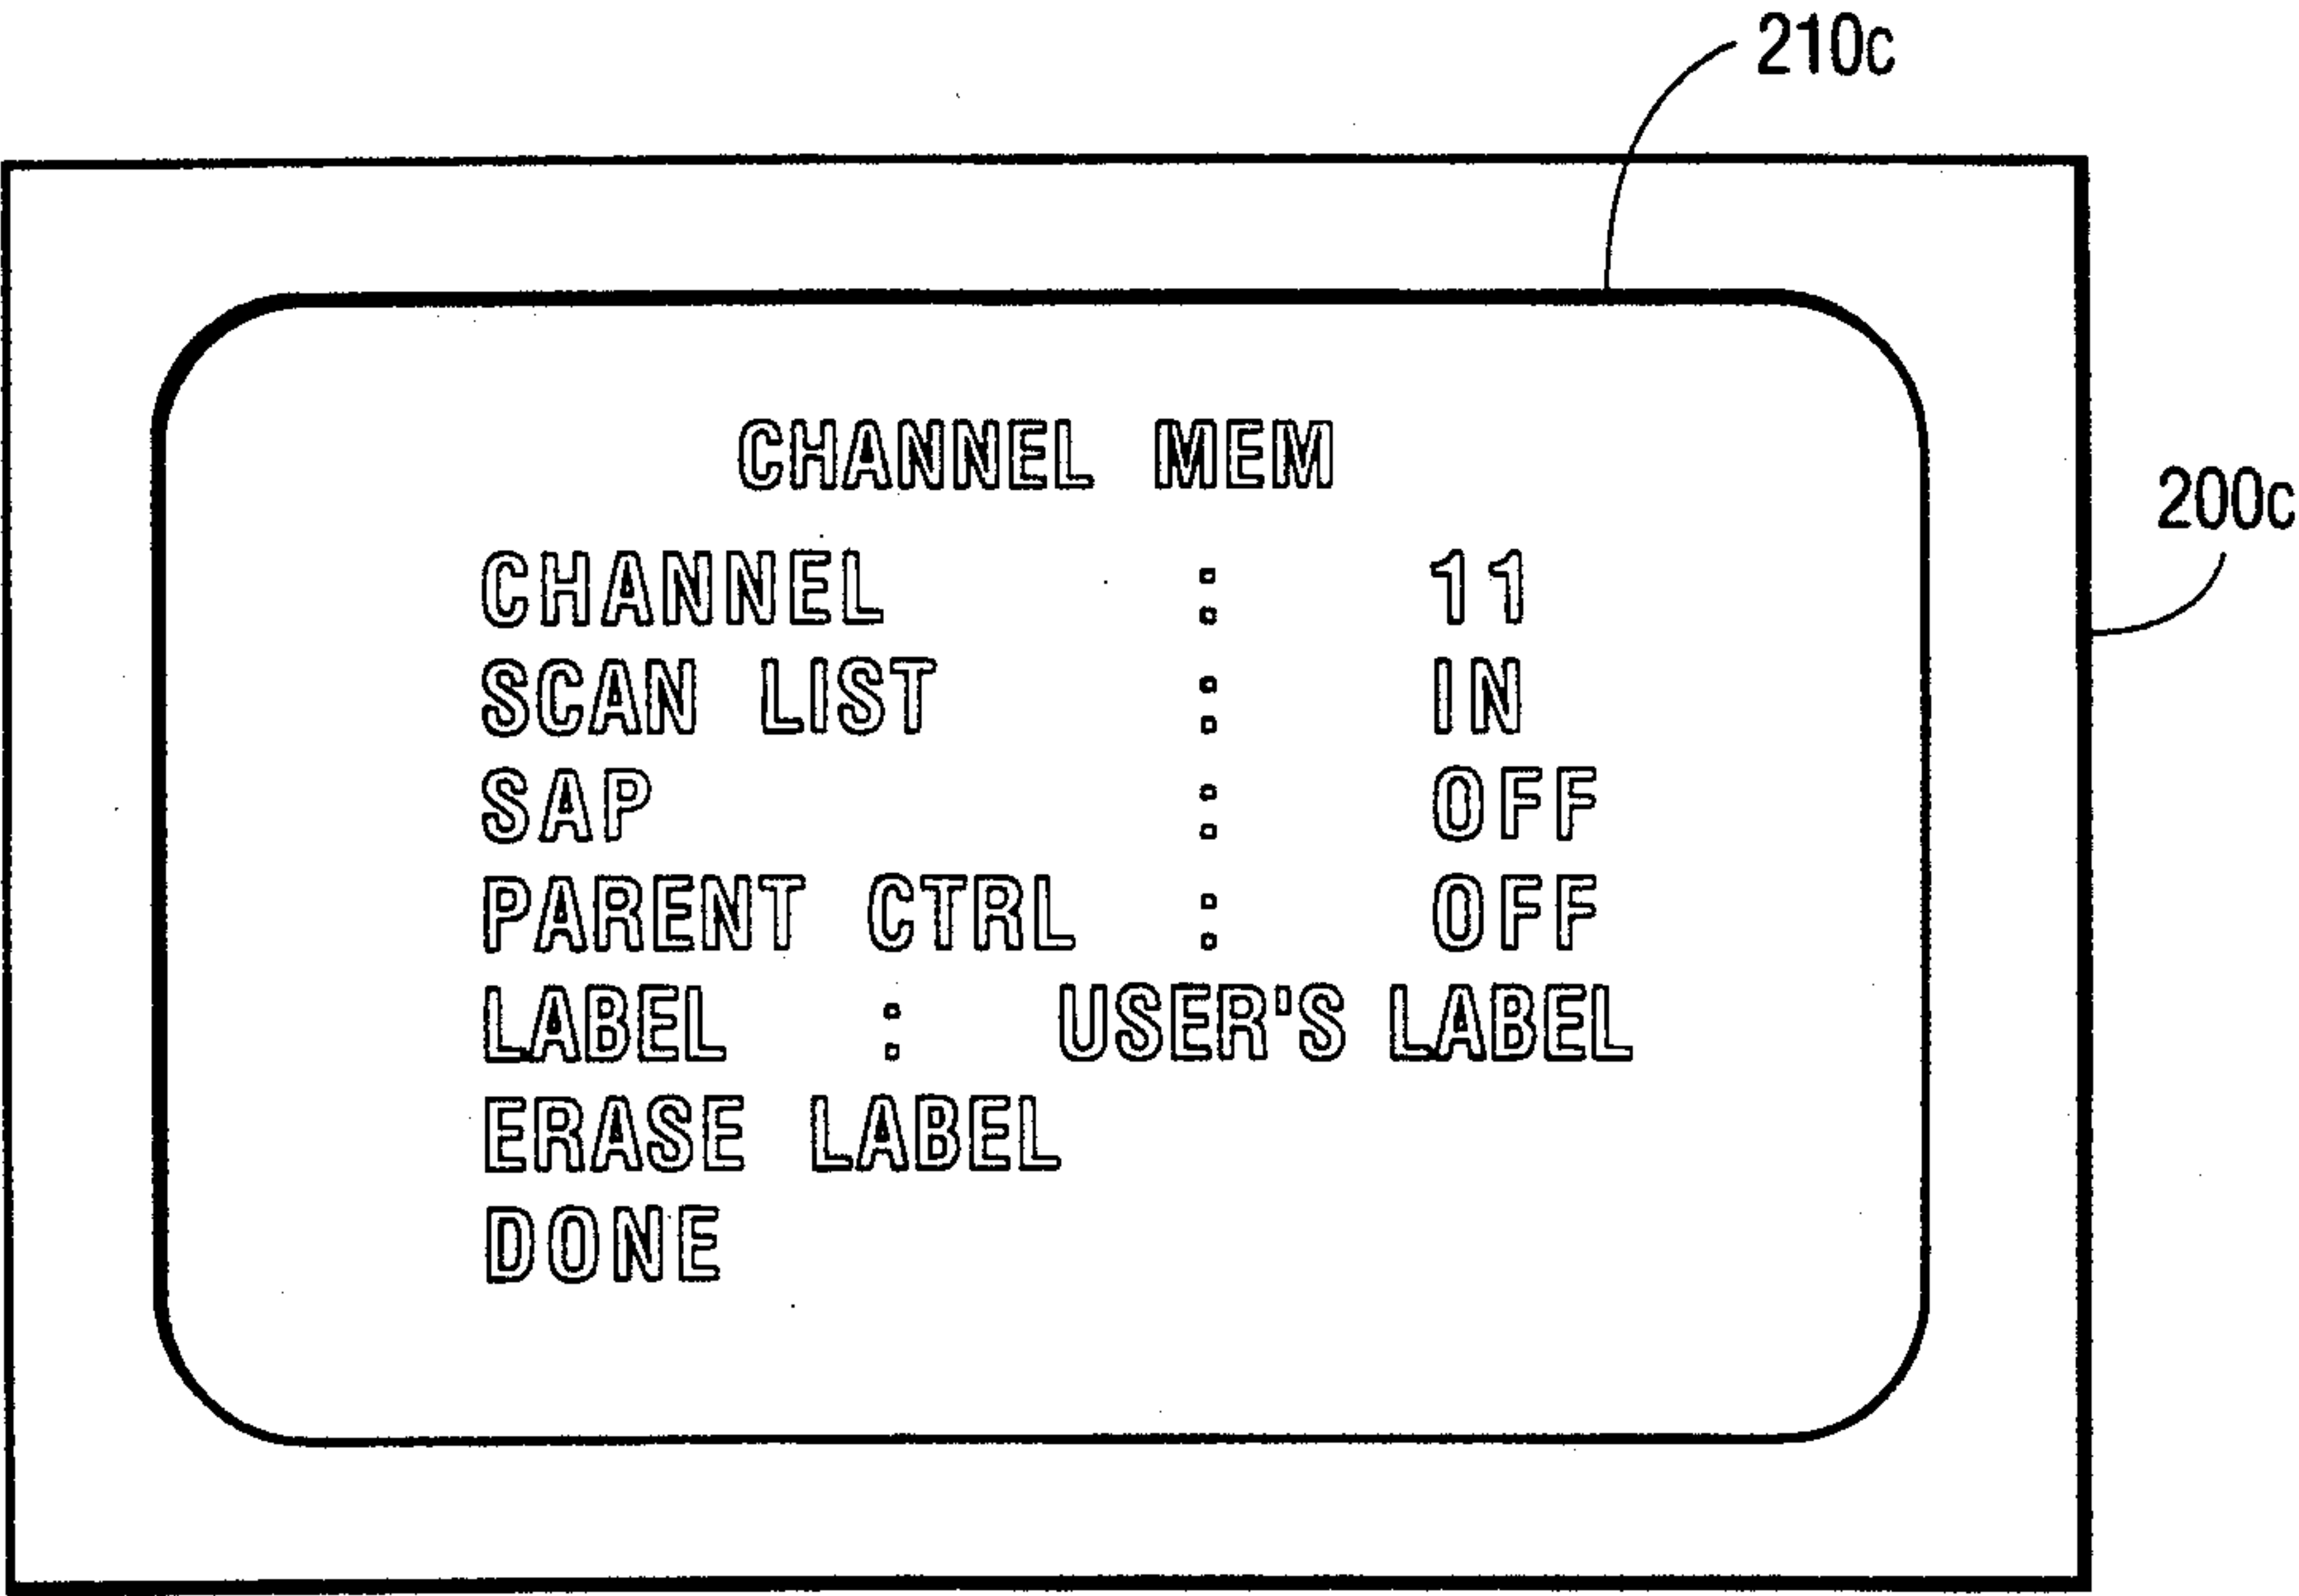 210c
CHANNEL MEM
200c
CHANNEL : 11
SCAN LIST : IN
SAP : OFF
PARENT CTRL : OFF
LABEL : USER'S LABEL
ERASE LABEL
DONE